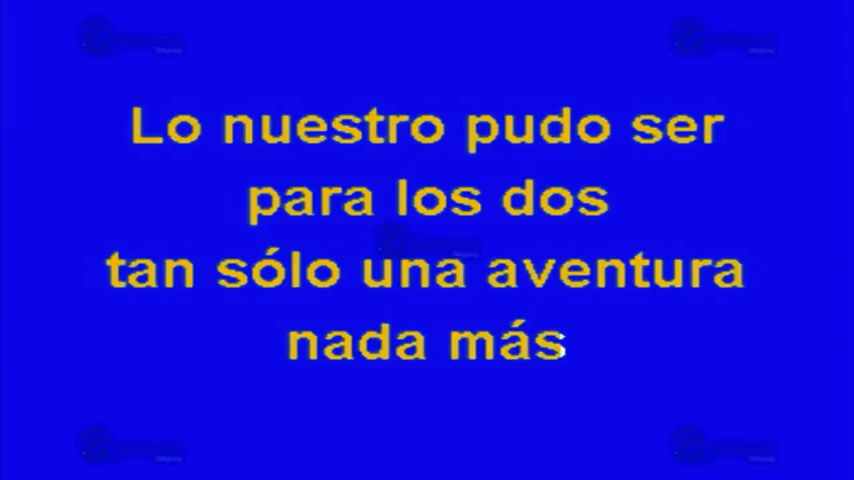 Lo nuestro pudo ser
para los dos
tan sólo una aventura
nada más